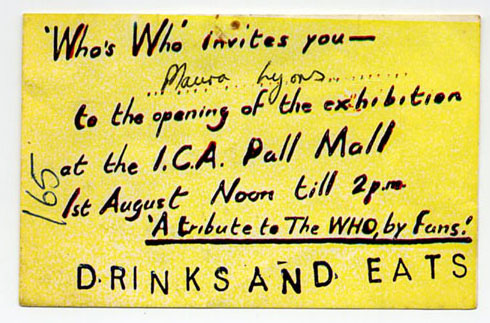 'Who's Who' invites you—
Maura Lyons
to the opening of the exhibition
at the I.C.A. Pall Mall
1st August Noon till 2p.m.
'A tribute to The WHO, by Fans.'
DRINKS AND EATS
165